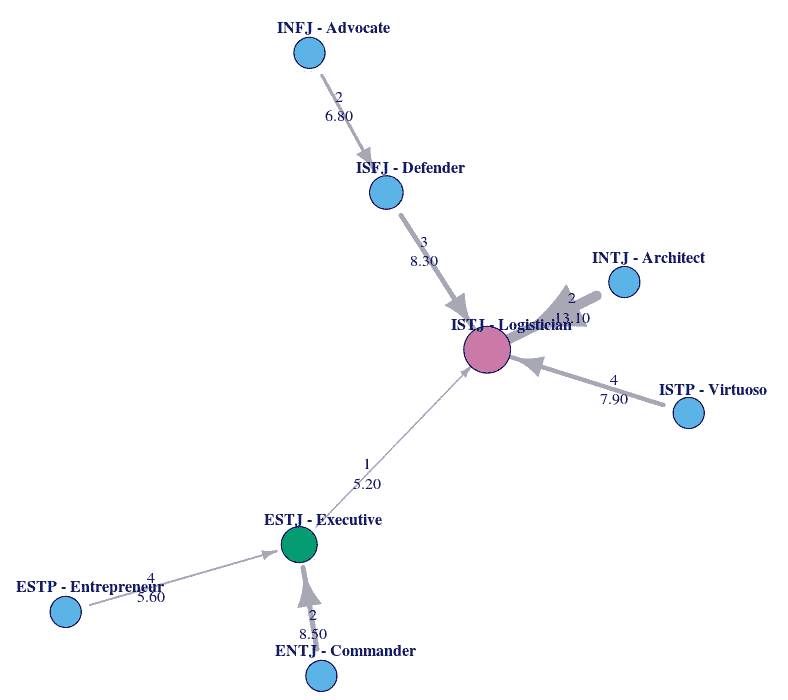 INFJ - Advocate
2
6.80
ISFJ - Defender
3
8.30
INTJ - Architect
2
13.10
ISTJ - Logistician
4
7.90
ISTP - Virtuoso
1
5.20
ESTJ - Executive
4
5.60
ESTP - Entrepreneur
2
8.50
ENTJ - Commander